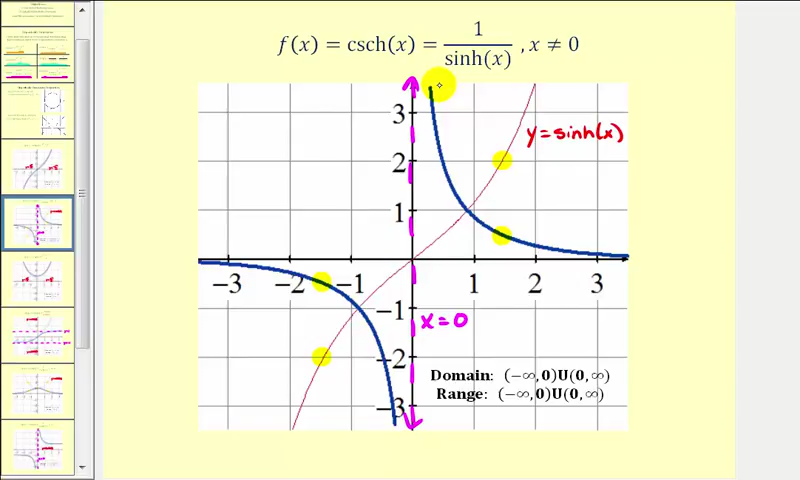 f(x) = csch(x) = 1/sinh(x) , x ≠ 0
3
y=sinh(x)
2
1
−3 −2 −1 1 2 3
−1
x=0
−2
Domain: (−∞, 0)U(0, ∞)
Range: (−∞, 0)U(0, ∞)
−3